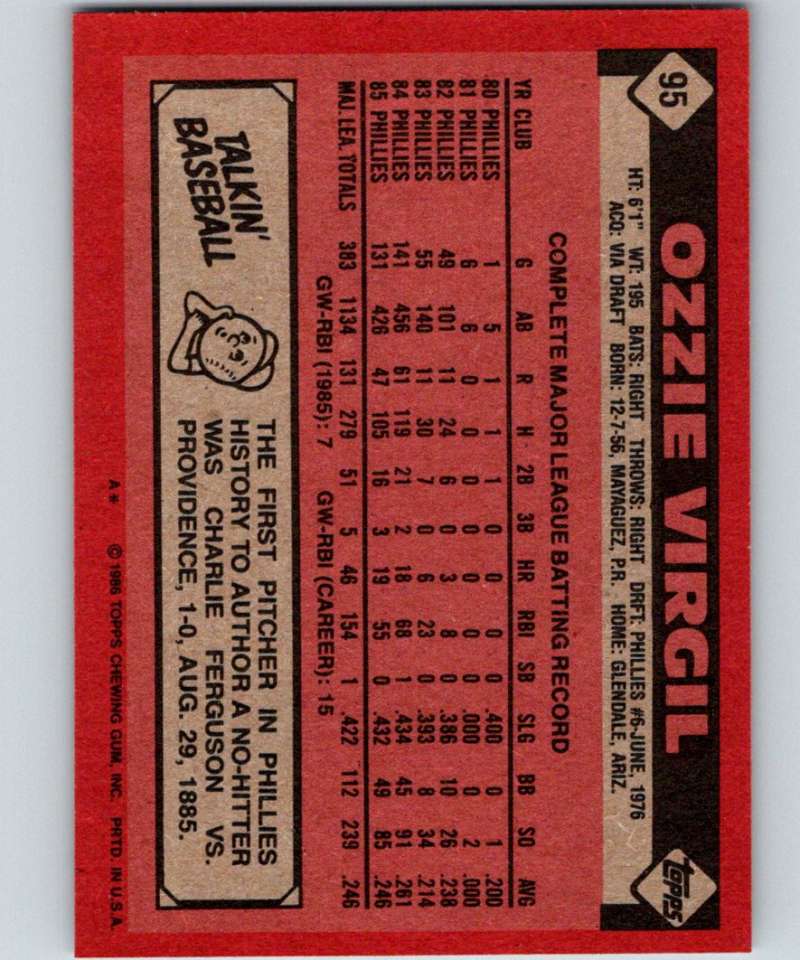 95
OZZIE VIRGIL
topps
HT: 6'1" WT: 195 BATS: RIGHT THROWS: RIGHT DRFT: PHILLIES #6-JUNE, 1976
ACQ: VIA DRAFT BORN: 12-7-56, MAYAGUEZ, P.R. HOME: GLENDALE, ARIZ.
COMPLETE MAJOR LEAGUE BATTING RECORD
YR CLUB G AB R H 2B 3B HR RBI SB SLG BB SO AVG
80 PHILLIES 1 5 1 1 1 0 0 0 0 .400 0 1 .200
81 PHILLIES 6 6 0 0 0 0 0 0 0 .000 0 2 .000
82 PHILLIES 49 101 11 24 6 0 3 8 0 .386 10 26 .238
83 PHILLIES 55 140 11 30 7 0 6 23 0 .393 8 34 .214
84 PHILLIES 141 456 61 119 21 2 18 68 1 .434 45 91 .261
85 PHILLIES 131 426 47 105 16 3 19 55 0 .432 49 85 .246
MAJ. LEA. TOTALS 383 1134 131 279 51 5 46 154 1 .422 112 239 .246
GW-RBI (1985): 7 GW-RBI (CAREER): 15
TALKIN'
BASEBALL
THE FIRST PITCHER IN PHILLIES
HISTORY TO AUTHOR A NO-HITTER
WAS CHARLIE FERGUSON VS.
PROVIDENCE, 1-0, AUG. 29, 1885.
A* © 1986 TOPPS CHEWING GUM, INC. PRTD. IN U.S.A.